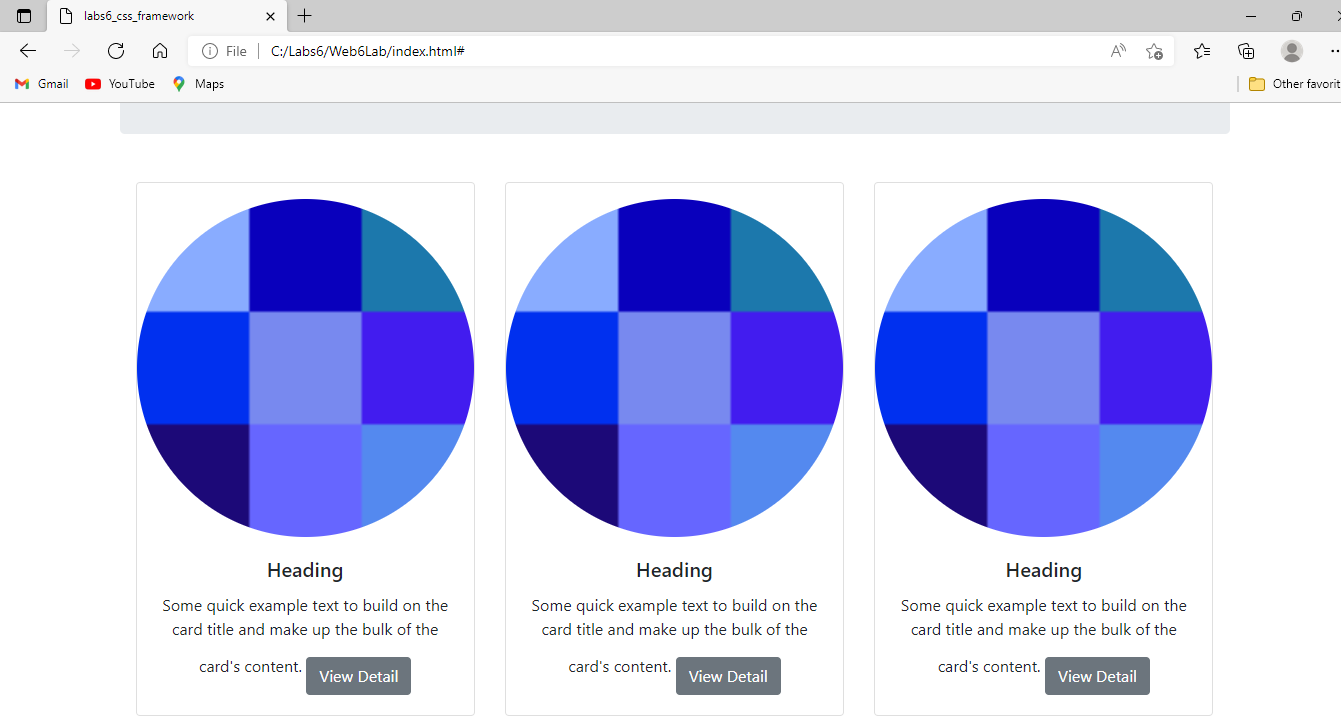 labs6_css_framework
File C:/Labs6/Web6Lab/index.html#
Gmail YouTube Maps Other favorit
Heading Heading Heading
Some quick example text to build on the Some quick example text to build on the Some quick example text to build on the
card title and make up the bulk of the card title and make up the bulk of the card title and make up the bulk of the
card's content. View Detail card's content. View Detail card's content. View Detail